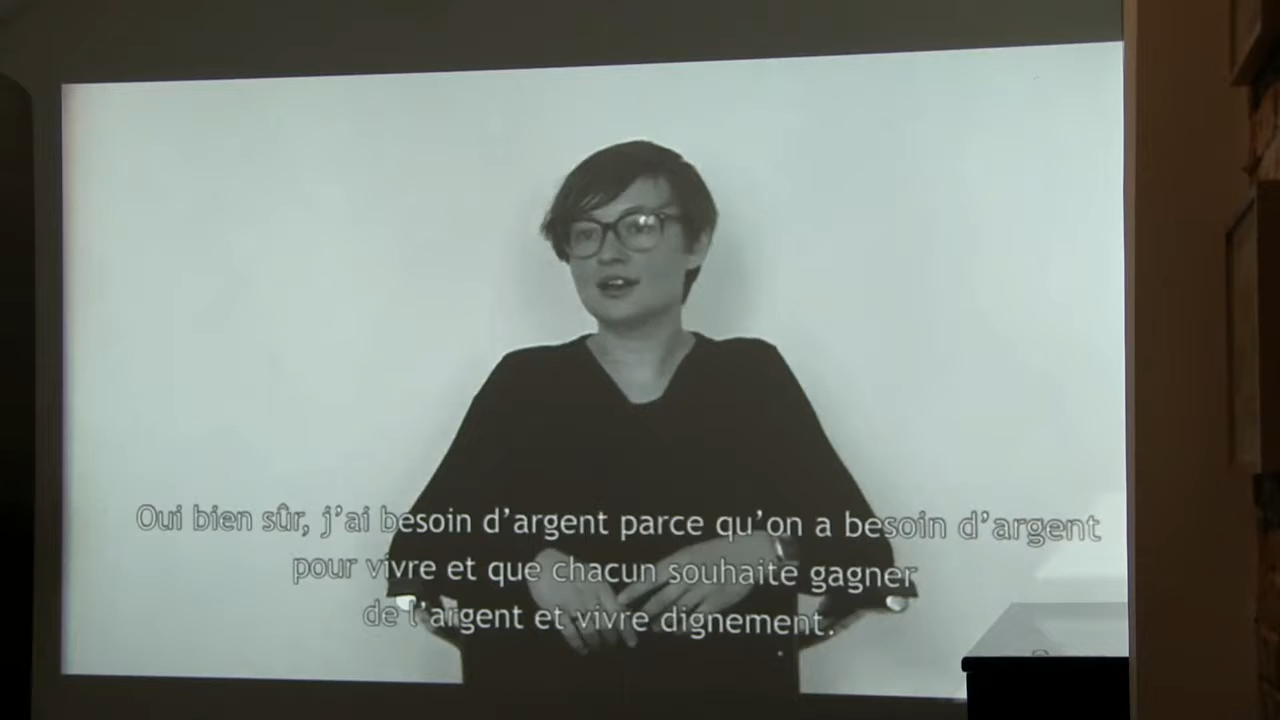 Oui bien sûr, j'ai besoin d'argent parce qu'on a besoin d'argent
pour vivre et que chacun souhaite gagner
de l'argent et vivre dignement.